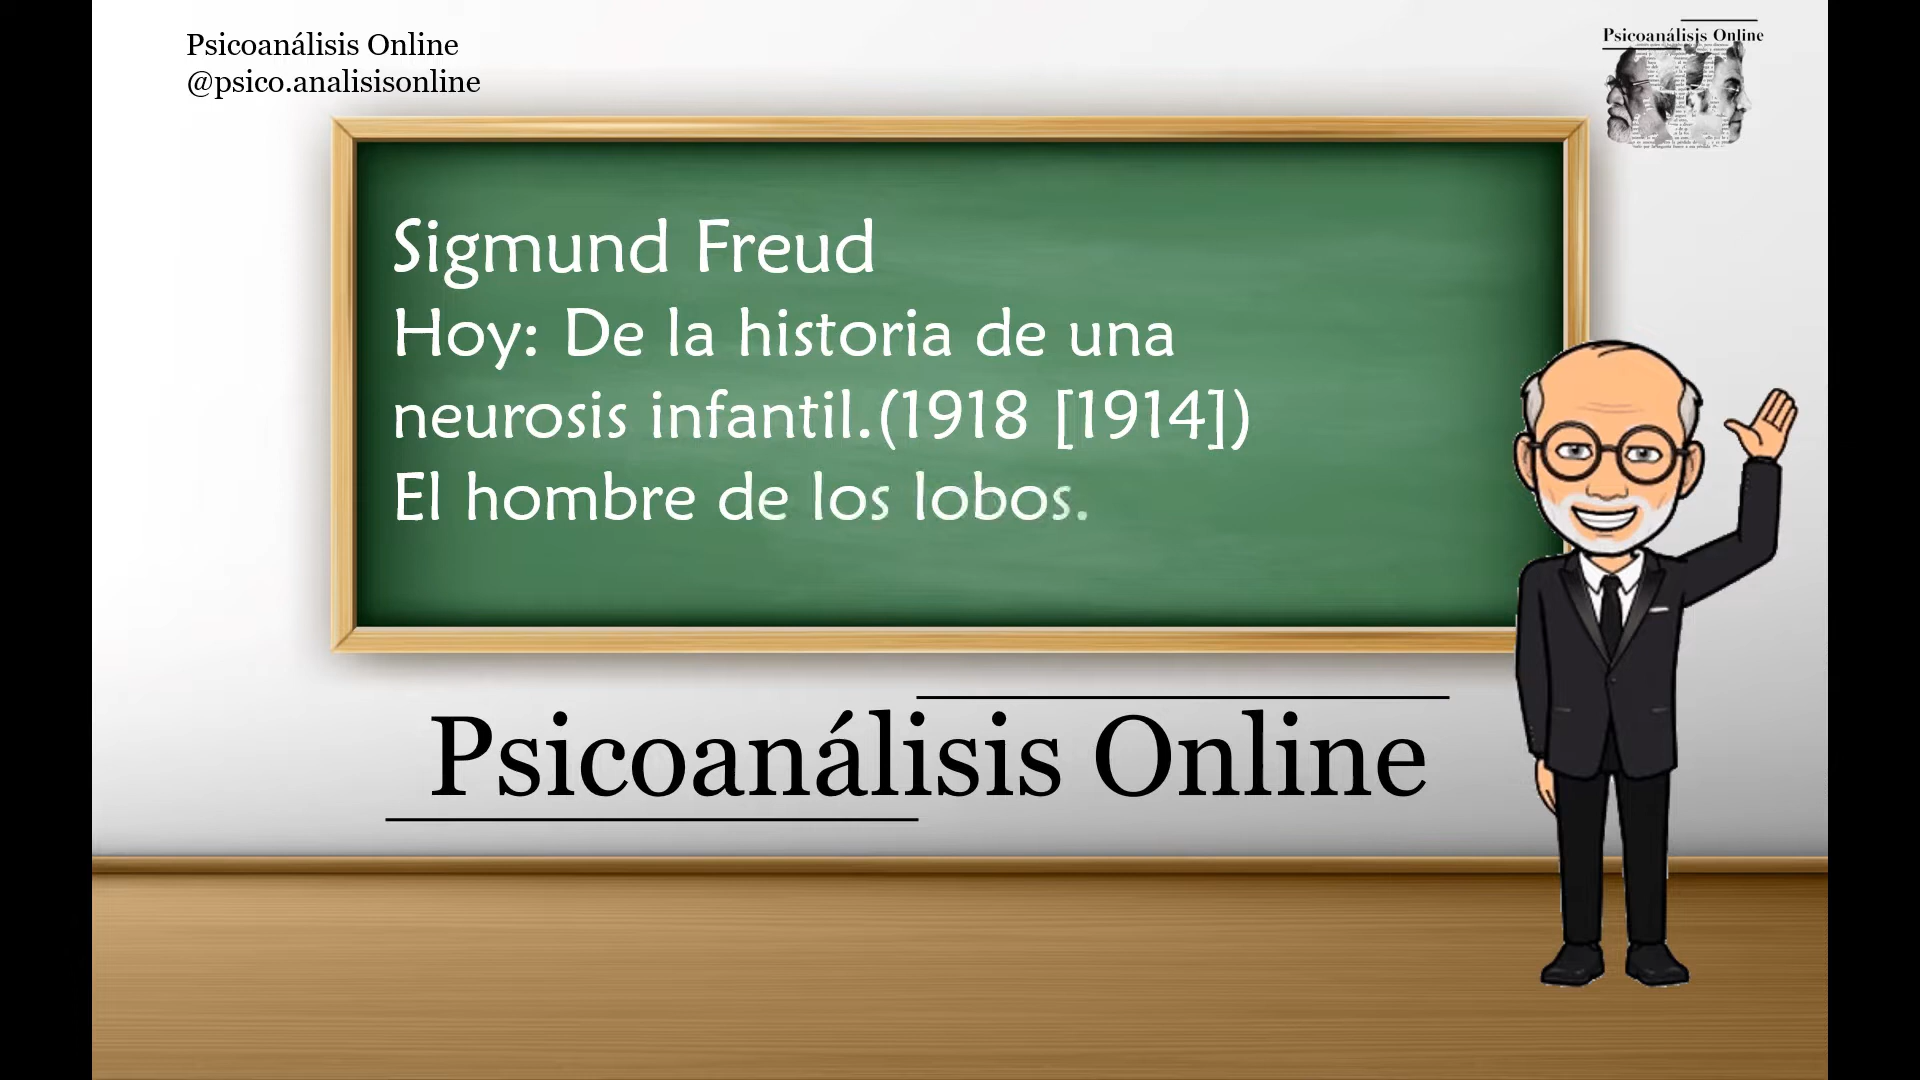 Psicoanálisis Online
@psico.analisisonline
Psicoanálisis Online
Sigmund Freud
Hoy: De la historia de una
neurosis infantil.(1918 [1914])
El hombre de los lobos.
Psicoanálisis Online